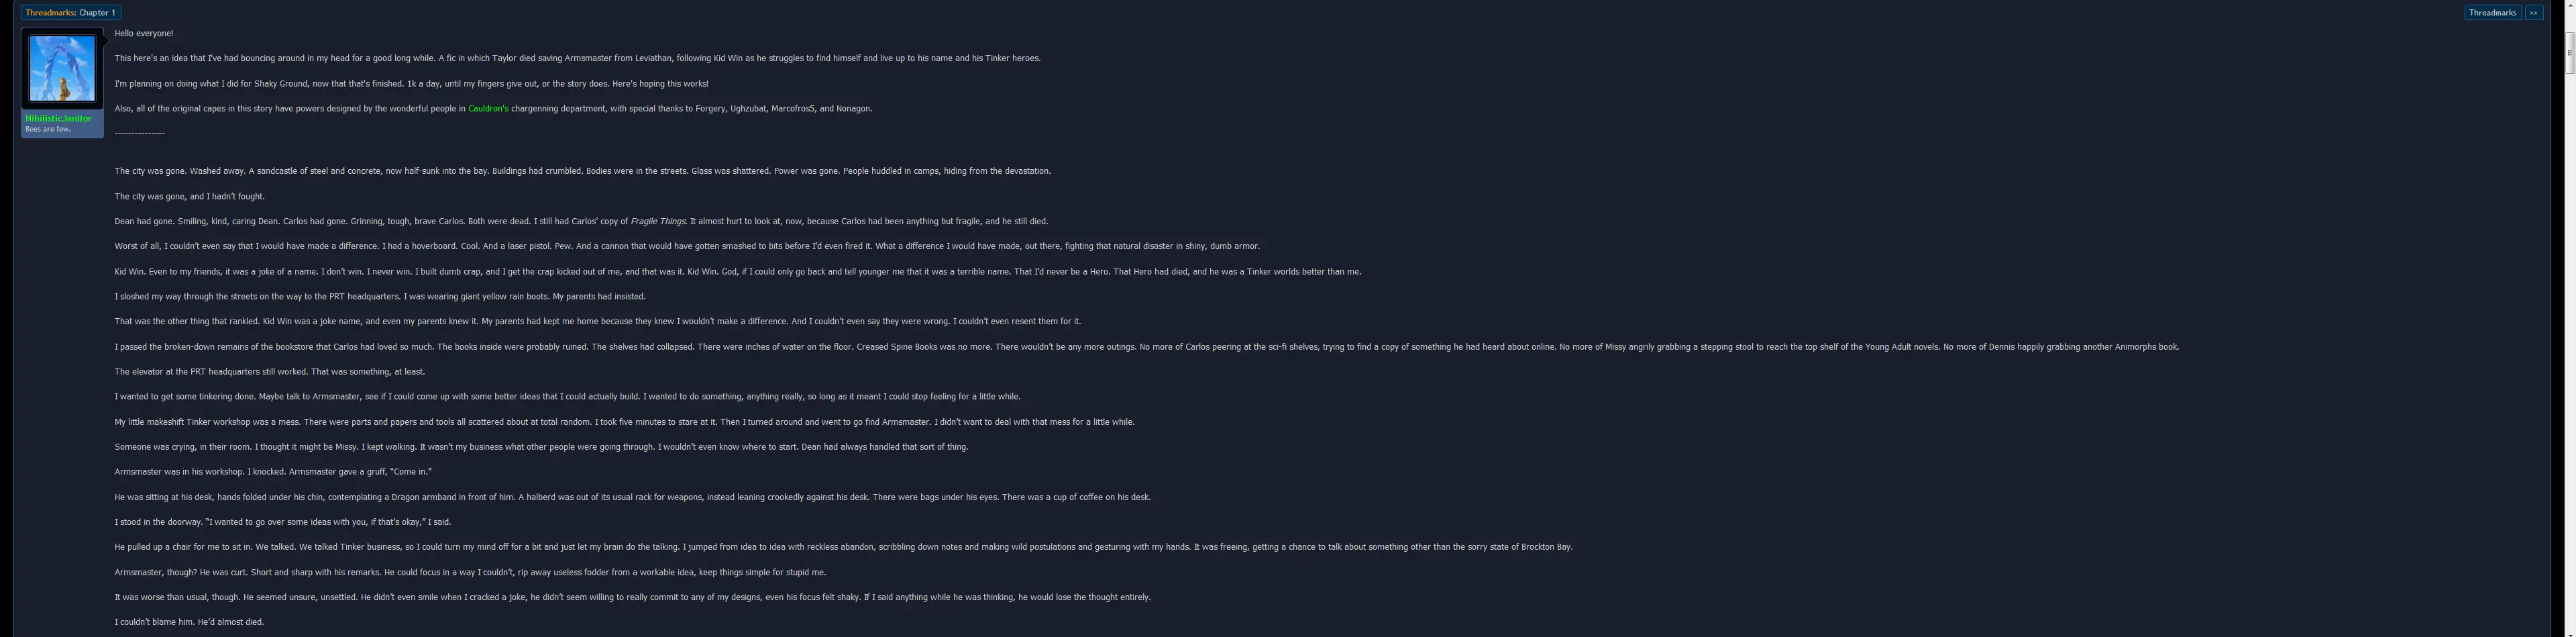 Threadmarks: Chapter 1
Threadmarks >>
NihilisticJanitor
Bees are few.
Hello everyone!
This here's an idea that I've had bouncing around in my head for a good long while. A fic in which Taylor died saving Armsmaster from Leviathan, following Kid Win as he struggles to find himself and live up to his name and his Tinker heroes.
I'm planning on doing what I did for Shaky Ground, now that that's finished. 1k a day, until my fingers give out, or the story does. Here's hoping this works!
Also, all of the original capes in this story have powers designed by the wonderful people in Cauldron's chargenning department, with special thanks to Forgery, Ughzubat, Marcofros5, and Nonagon.
---------------
The city was gone. Washed away. A sandcastle of steel and concrete, now half-sunk into the bay. Buildings had crumbled. Bodies were in the streets. Glass was shattered. Power was gone. People huddled in camps, hiding from the devastation.
The city was gone, and I hadn’t fought.
Dean had gone. Smiling, kind, caring Dean. Carlos had gone. Grinning, tough, brave Carlos. Both were dead. I still had Carlos’ copy of Fragile Things. It almost hurt to look at, now, because Carlos had been anything but fragile, and he still died.
Worst of all, I couldn’t even say that I would have made a difference. I had a hoverboard. Cool. And a laser pistol. Pew. And a cannon that would have gotten smashed to bits before I’d even fired it. What a difference I would have made, out there, fighting that natural disaster in shiny, dumb armor.
Kid Win. Even to my friends, it was a joke of a name. I don’t win. I never win. I built dumb crap, and I get the crap kicked out of me, and that was it. Kid Win. God, if I could only go back and tell younger me that it was a terrible name. That I’d never be a Hero. That Hero had died, and he was a Tinker worlds better than me.
I sloshed my way through the streets on the way to the PRT headquarters. I was wearing giant yellow rain boots. My parents had insisted.
That was the other thing that rankled. Kid Win was a joke name, and even my parents knew it. My parents had kept me home because they knew I wouldn’t make a difference. And I couldn’t even say they were wrong. I couldn’t even resent them for it.
I passed the broken-down remains of the bookstore that Carlos had loved so much. The books inside were probably ruined. The shelves had collapsed. There were inches of water on the floor. Creased Spine Books was no more. There wouldn’t be any more outings. No more of Carlos peering at the sci-fi shelves, trying to find a copy of something he had heard about online. No more of Missy angrily grabbing a stepping stool to reach the top shelf of the Young Adult novels. No more of Dennis happily grabbing another Animorphs book.
The elevator at the PRT headquarters still worked. That was something, at least.
I wanted to get some tinkering done. Maybe talk to Armsmaster, see if I could come up with some better ideas that I could actually build. I wanted to do something, anything really, so long as it meant I could stop feeling for a little while.
My little makeshift Tinker workshop was a mess. There were parts and papers and tools all scattered about at total random. I took five minutes to stare at it. Then I turned around and went to go find Armsmaster. I didn’t want to deal with that mess for a little while.
Someone was crying, in their room. I thought it might be Missy. I kept walking. It wasn’t my business what other people were going through. I wouldn’t even know where to start. Dean had always handled that sort of thing.
Armsmaster was in his workshop. I knocked. Armsmaster gave a gruff, “Come in.”
He was sitting at his desk, hands folded under his chin, contemplating a Dragon armband in front of him. A halberd was out of its usual rack for weapons, instead leaning crookedly against his desk. There were bags under his eyes. There was a cup of coffee on his desk.
I stood in the doorway. “I wanted to go over some ideas with you, if that’s okay,” I said.
He pulled up a chair for me to sit in. We talked. We talked Tinker business, so I could turn my mind off for a bit and just let my brain do the talking. I jumped from idea to idea with reckless abandon, scribbling down notes and making wild postulations and gesturing with my hands. It was freeing, getting a chance to talk about something other than the sorry state of Brockton Bay.
Armsmaster, though? He was curt. Short and sharp with his remarks. He could focus in a way I couldn’t, rip away useless fodder from a workable idea, keep things simple for stupid me.
It was worse than usual, though. He seemed unsure, unsettled. He didn’t even smile when I cracked a joke, he didn’t seem willing to really commit to any of my designs, even his focus felt shaky. If I said anything while he was thinking, he would lose the thought entirely.
I couldn’t blame him. He’d almost died.